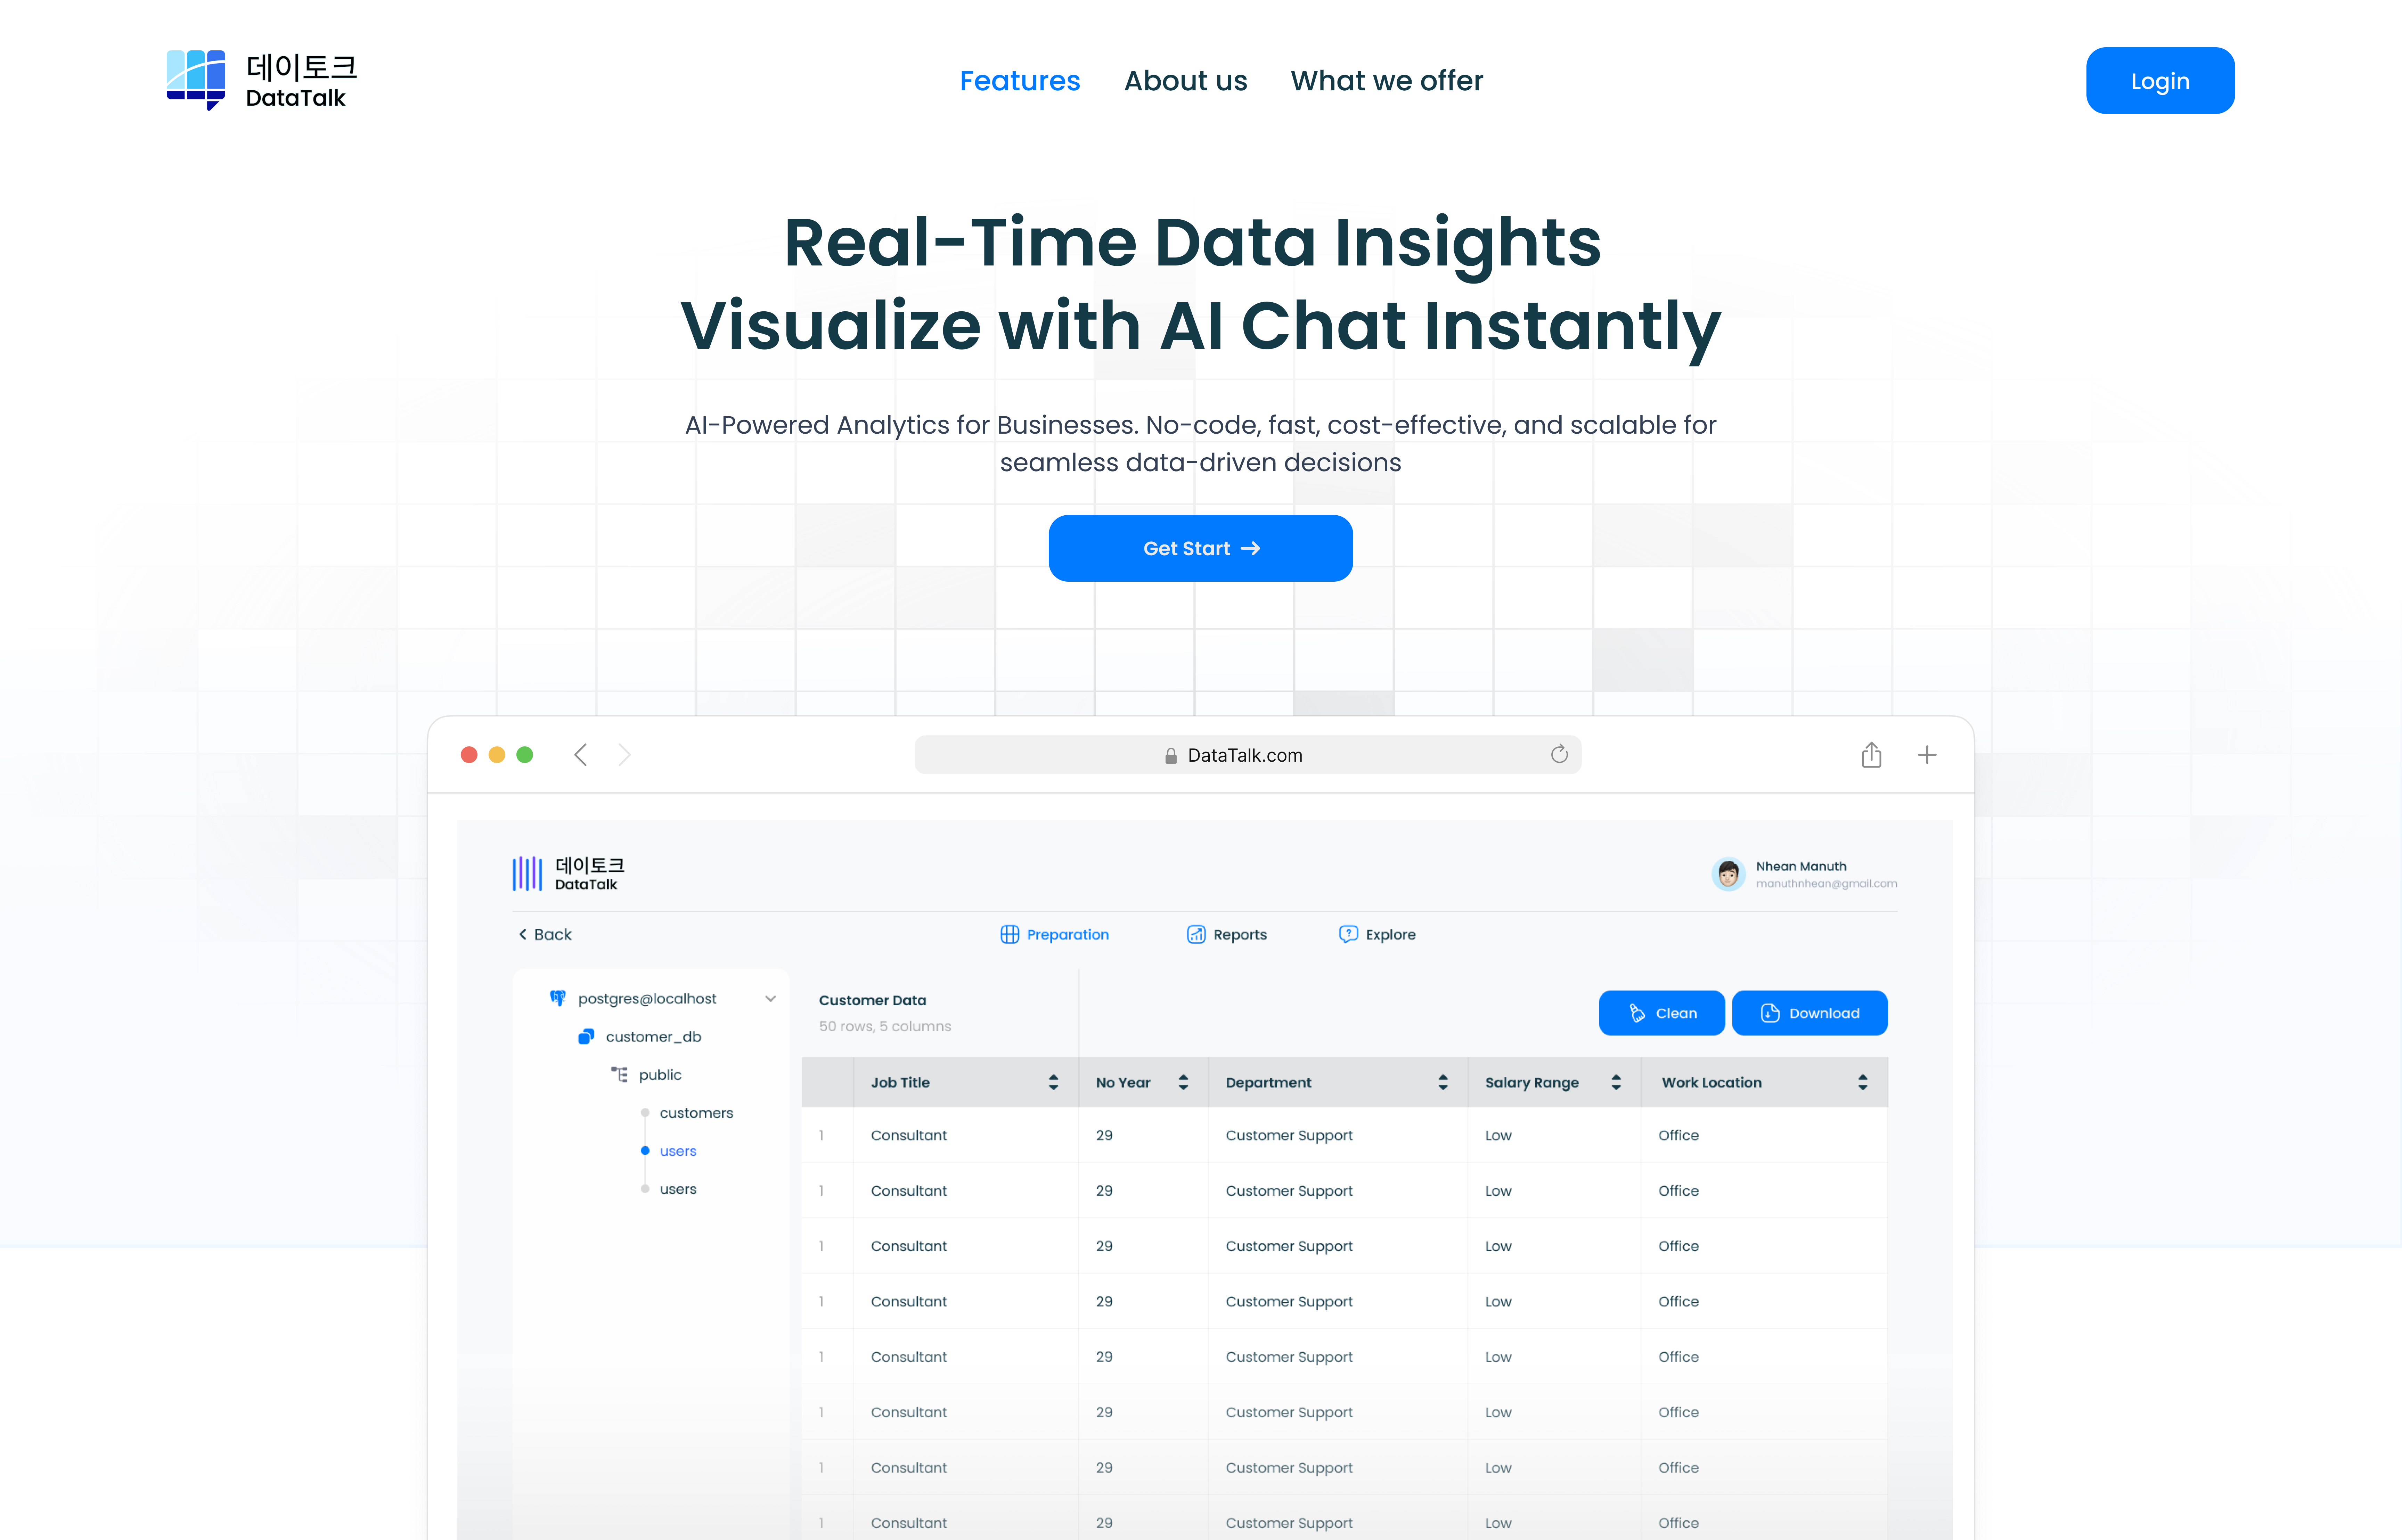 데이토크
DataTalk
Features About us What we offer
Login
Real-Time Data Insights
Visualize with AI Chat Instantly
AI-Powered Analytics for Businesses. No-code, fast, cost-effective, and scalable for
seamless data-driven decisions
Get Start
DataTalk.com
데이토크
DataTalk
Nhean Manuth
manuthnhean@gmail.com
Back
Preparation Reports Explore
postgres@localhost
customer_db
public
customers
users
users
Customer Data
50 rows, 5 columns
Clean Download
Job Title No Year Department Salary Range Work Location
1 Consultant 29 Customer Support Low Office
1 Consultant 29 Customer Support Low Office
1 Consultant 29 Customer Support Low Office
1 Consultant 29 Customer Support Low Office
1 Consultant 29 Customer Support Low Office
1 Consultant 29 Customer Support Low Office
1 Consultant 29 Customer Support Low Office
1 Consultant 29 Customer Support Low Office